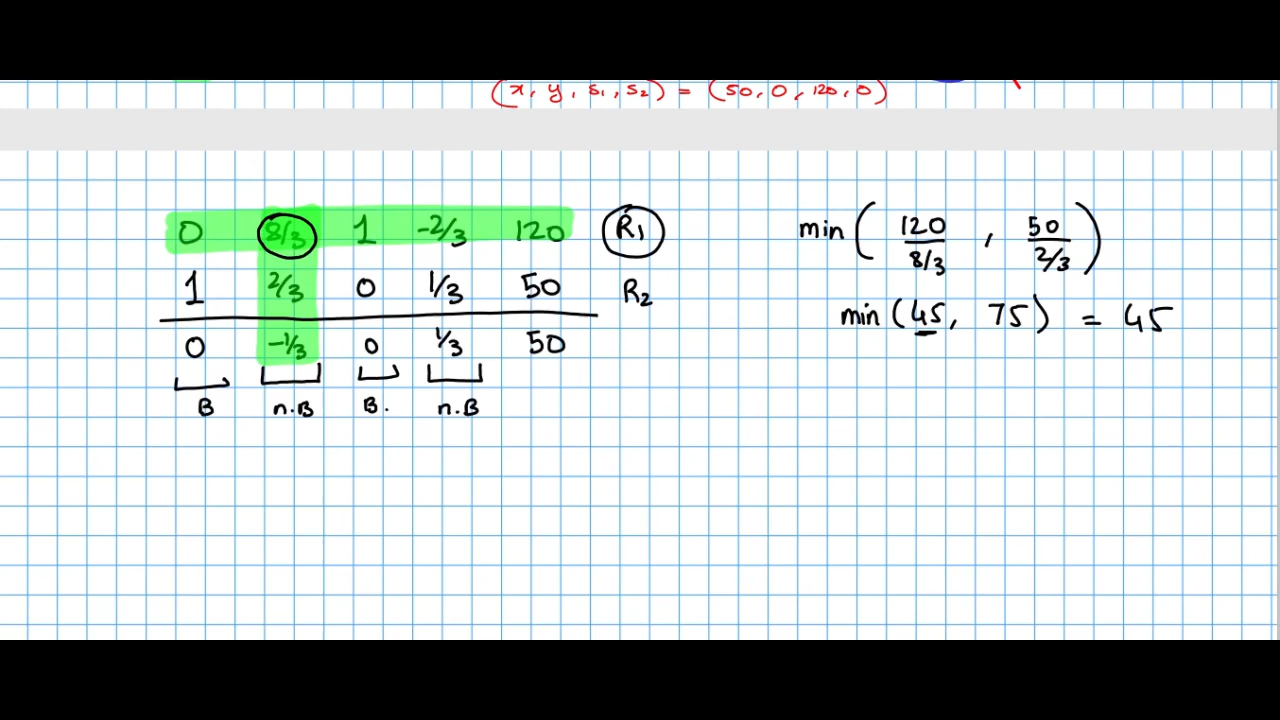 (x, y, s₁, s₂) = (50, 0, 120, 0)
0 8/3 1 -2/3 120 R₁
1 2/3 0 1/3 50 R₂
0 -1/3 0 1/3 50
B n.B B. n.B
min ( 120/8/3 , 50/2/3 )
min (45, 75) = 45